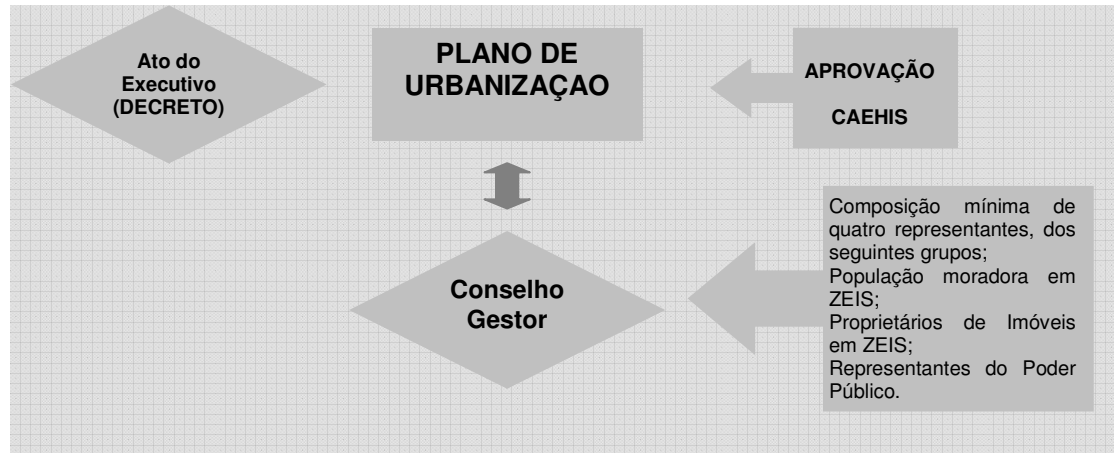 Ato do
Executivo
(DECRETO)
PLANO DE
URBANIZAÇAO
APROVAÇÃO
CAEHIS
Conselho
Gestor
Composição mínima de
quatro representantes, dos
seguintes grupos;
População moradora em
ZEIS;
Proprietários de Imóveis
em ZEIS;
Representantes do Poder
Público.